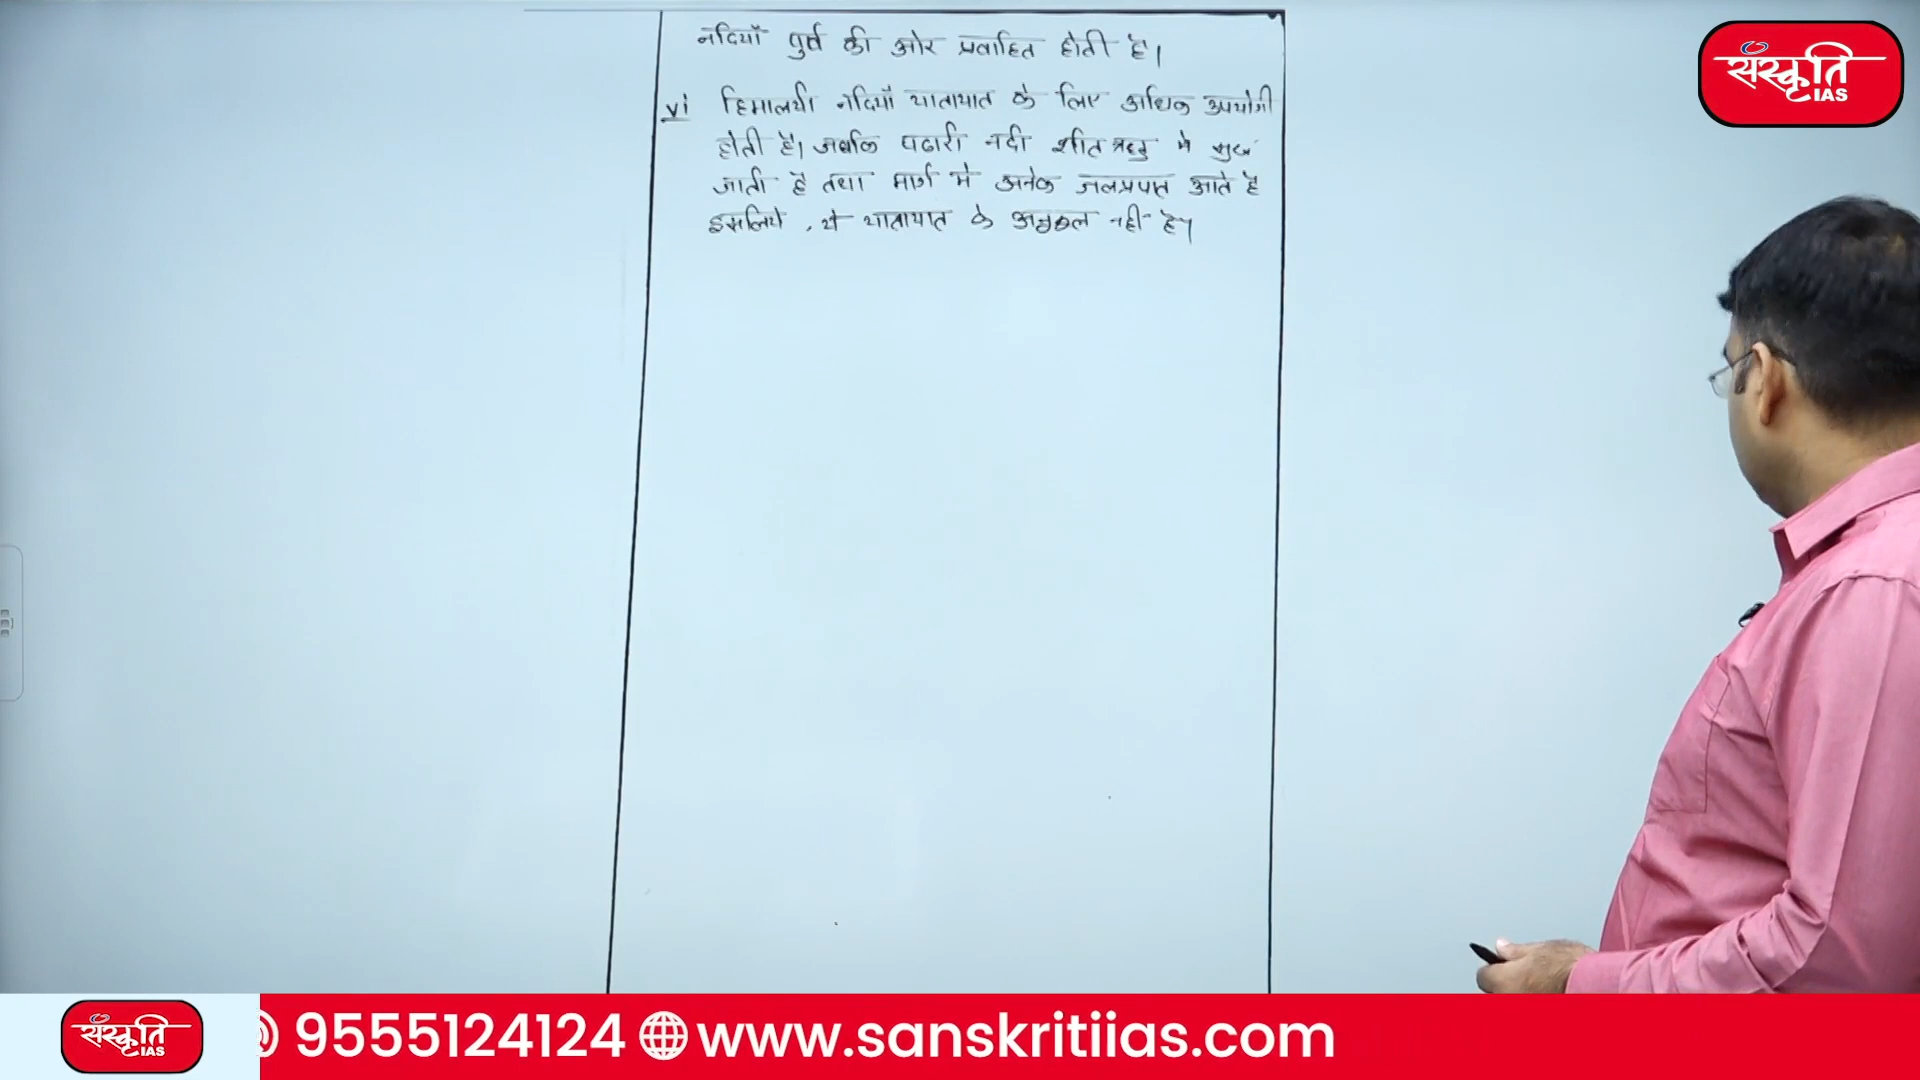 नदियाँ पुर्व की ओर प्रवाहित होती है।
vi हिमालयी नदियाँ यातायात के लिए अधिक उपयोगी
होती है। जबकि पठारी नदी शीत ऋतु मे सुख
जाती है तथा मार्ग मे अनेक जलप्रपात आते है
इसलिये , ये यातायात के अनुकूल नही है।
संस्कृति
IAS
संस्कृति
IAS
9555124124 www.sanskritiias.com